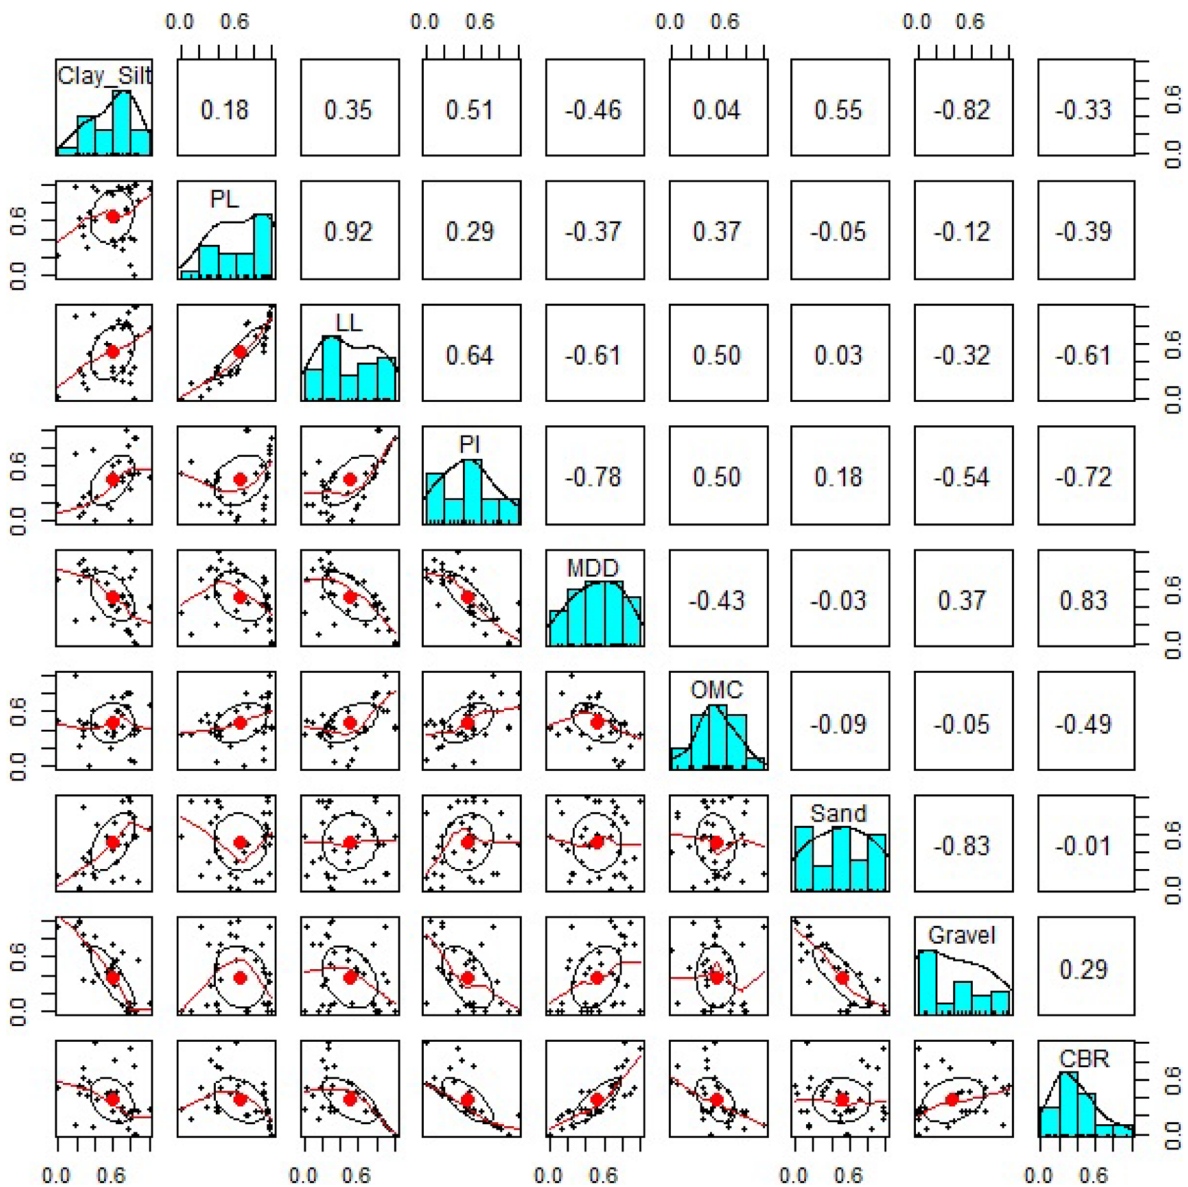 0.0 0.6 0.0 0.6 0.0 0.6 0.0 0.6
Clay_Silt 0.18 0.35 0.51 -0.46 0.04 0.55 -0.82 -0.33 0.0 0.6
0.0 0.6 PL 0.92 0.29 -0.37 0.37 -0.05 -0.12 -0.39
LL 0.64 -0.61 0.50 0.03 -0.32 -0.61 0.0 0.6
0.0 0.6 PI -0.78 0.50 0.18 -0.54 -0.72
MDD -0.43 -0.03 0.37 0.83 0.0 0.6
0.0 0.6 OMC -0.09 -0.05 -0.49
Sand -0.83 -0.01 0.0 0.6
0.0 0.6 Gravel 0.29
CBR 0.0 0.6
0.0 0.6 0.0 0.6 0.0 0.6 0.0 0.6 0.0 0.6